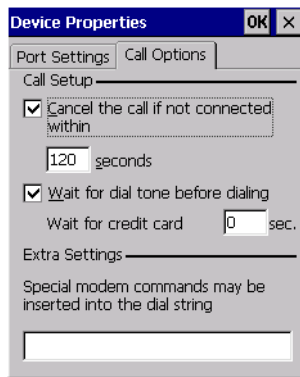 Device Properties OK ×
Port Settings Call Options
Call Setup
Cancel the call if not connected
within
120 seconds
Wait for dial tone before dialing
Wait for credit card 0 sec.
Extra Settings
Special modem commands may be
inserted into the dial string